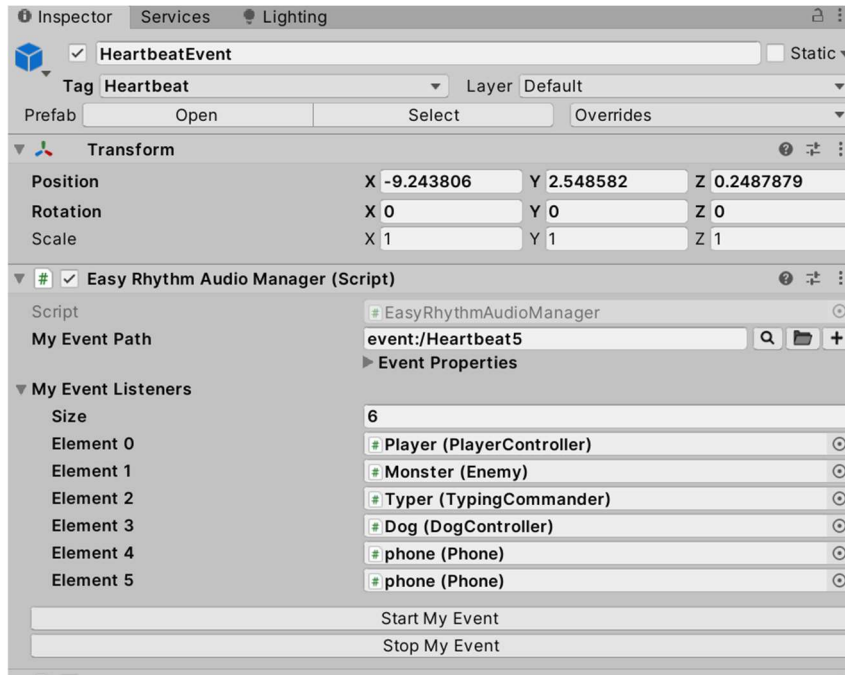 Inspector Services Lighting
HeartbeatEvent Static
Tag Heartbeat Layer Default
Prefab Open Select Overrides
Transform
Position X -9.243806 Y 2.548582 Z 0.2487879
Rotation X 0 Y 0 Z 0
Scale X 1 Y 1 Z 1
# Easy Rhythm Audio Manager (Script)
Script # EasyRhythmAudioManager
My Event Path event:/Heartbeat5
Event Properties
My Event Listeners
Size 6
Element 0 # Player (PlayerController)
Element 1 # Monster (Enemy)
Element 2 # Typer (TypingCommander)
Element 3 # Dog (DogController)
Element 4 # phone (Phone)
Element 5 # phone (Phone)
Start My Event
Stop My Event